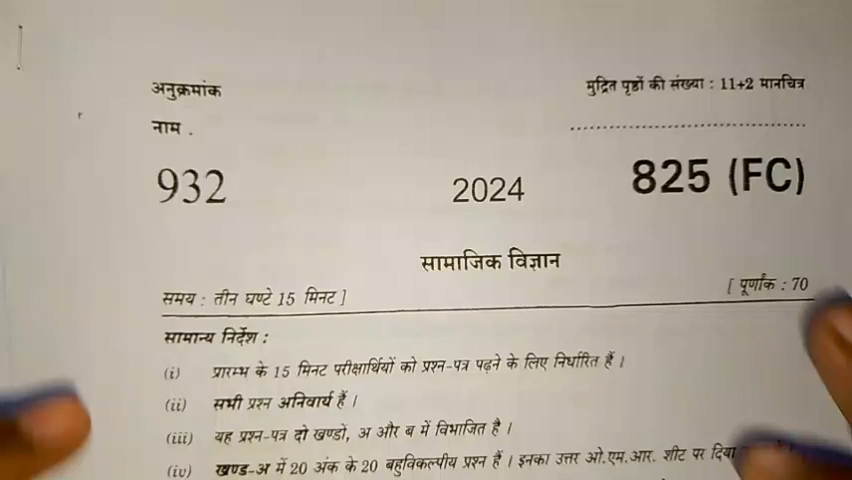 अनुक्रमांक मुद्रित पृष्ठों की संख्या : 11+2 मानचित्र
नाम . ........................................
932 2024 825 (FC)
सामाजिक विज्ञान
समय : तीन घण्टे 15 मिनट ] [ पूर्णांक : 70
सामान्य निर्देश :
(i) प्रारम्भ के 15 मिनट परीक्षार्थियों को प्रश्न-पत्र पढ़ने के लिए निर्धारित हैं ।
(ii) सभी प्रश्न अनिवार्य हैं ।
(iii) यह प्रश्न-पत्र दो खण्डों, अ और ब में विभाजित है ।
(iv) खण्ड-अ में 20 अंक के 20 बहुविकल्पीय प्रश्न हैं । इनका उत्तर ओ.एम.आर. शीट पर